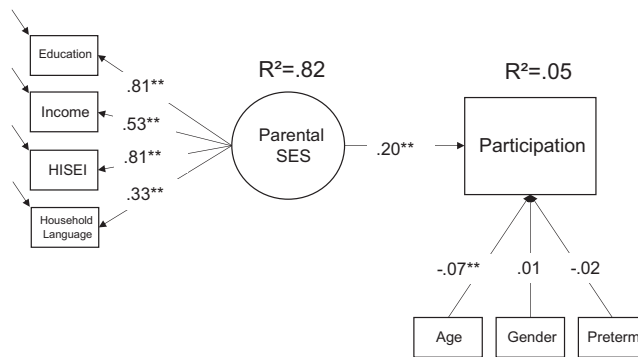 Education
Income
HISEI
Household
Language
.81**
.53**
.81**
.33**
R²=.82
Parental
SES
.20**
R²=.05
Participation
-.07**
.01
-.02
Age
Gender
Preterm